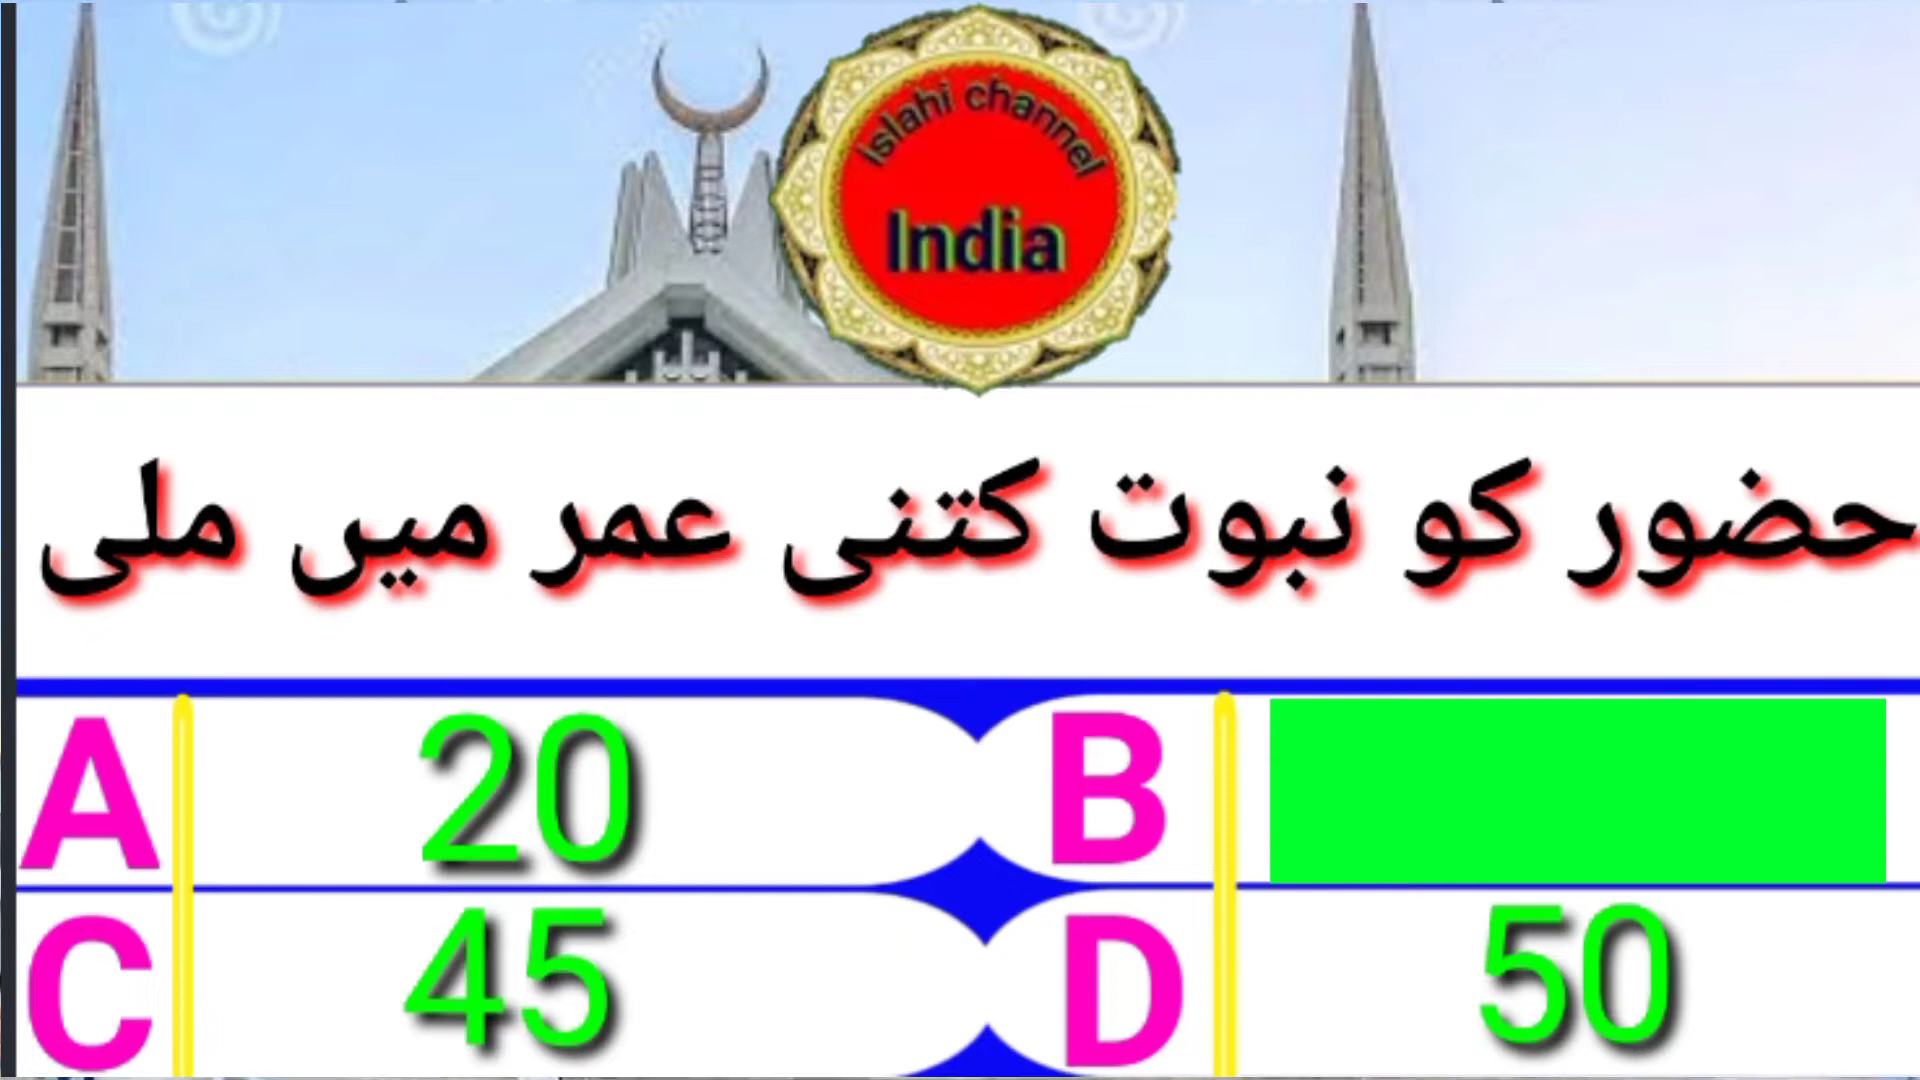 Islahi channel
India
حضور کو نبوت کتنی عمر میں ملی
A 20
B
C 45
D 50